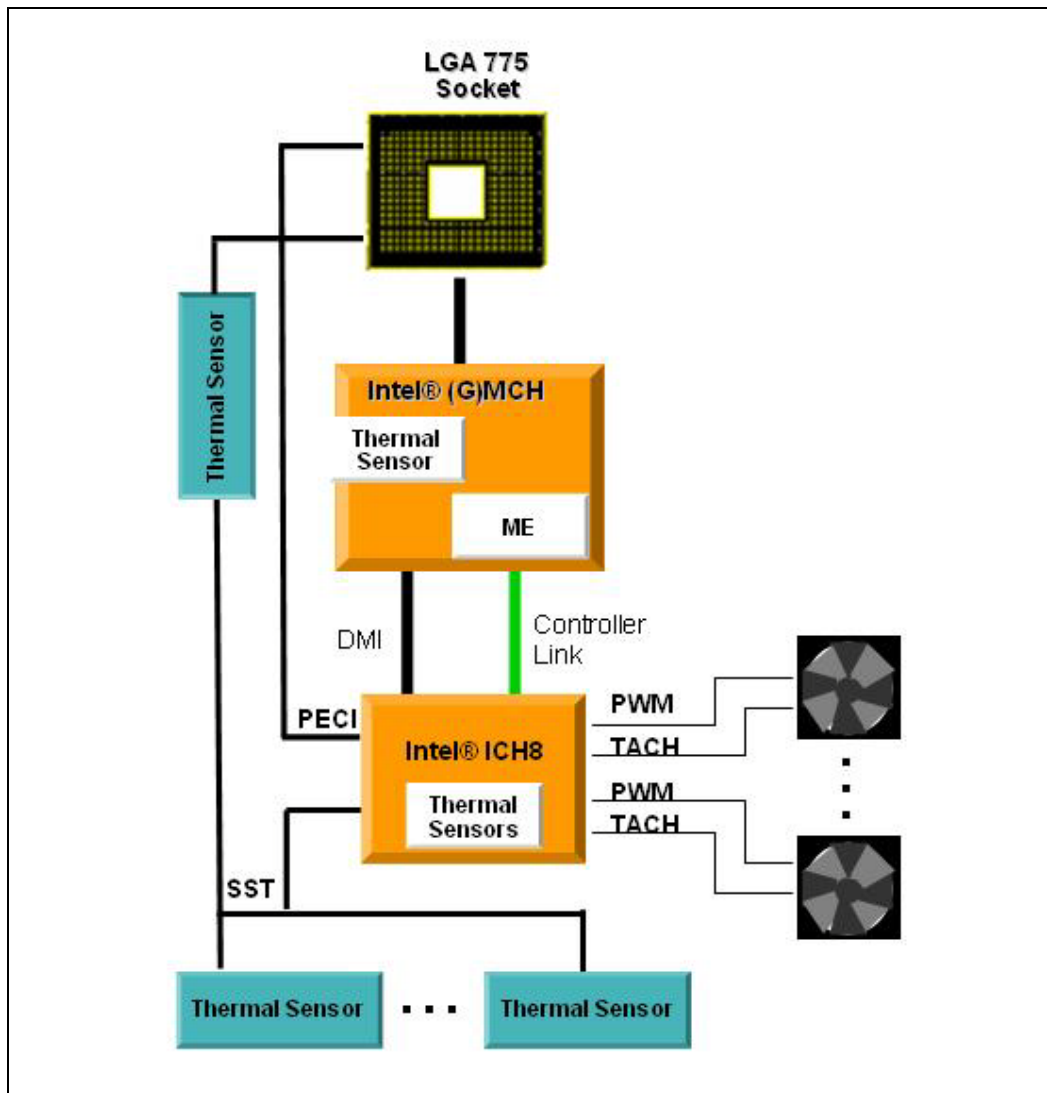 LGA 775
Socket
Thermal Sensor
Intel® (G)MCH
Thermal
Sensor
ME
DMI
Controller
Link
PECI
Intel® ICH8
Thermal
Sensors
PWM
TACH
PWM
TACH
SST
Thermal Sensor
Thermal Sensor